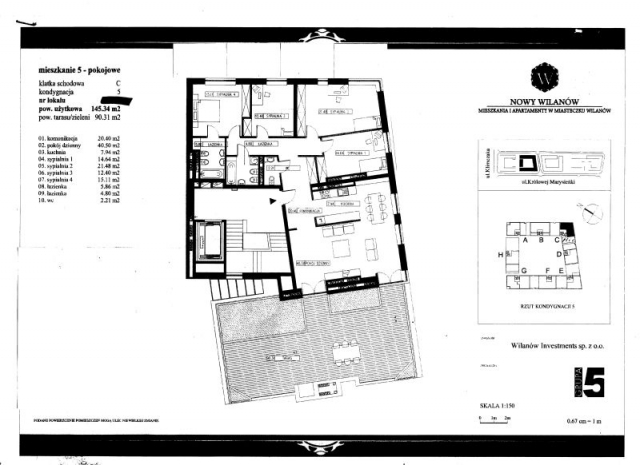 mieszkanie 5 - pokojowe
klatka schodowa C
kondygnacja 5
nr lokalu
pow. użytkowa 145.34 m2
pow. tarasu/zieleni 90.31 m2
01. komunikacja 20.40 m2
02. pokój dzienny 40.50 m2
03. kuchnia 7.94 m2
04. sypialnia 1 14.64 m2
05. sypialnia 2 21.48 m2
06. sypialnia 3 12.40 m2
07. sypialnia 4 15.11 m2
08. łazienka 5.86 m2
09. łazienka 4.80 m2
10. wc 2.21 m2
W
NOWY WILANÓW
MIESZKANIA I APARTAMENTY W MIASTECZKU WILANÓW
ul.Klimczaka
ul.Królowej Marysieńki
A B C
H D
G F E
RZUT KONDYGNACJI 5
Wilanów Investments sp. z o.o.
GRUPA 5
SKALA 1:150
0 1m 2m
0.67 cm = 1 m